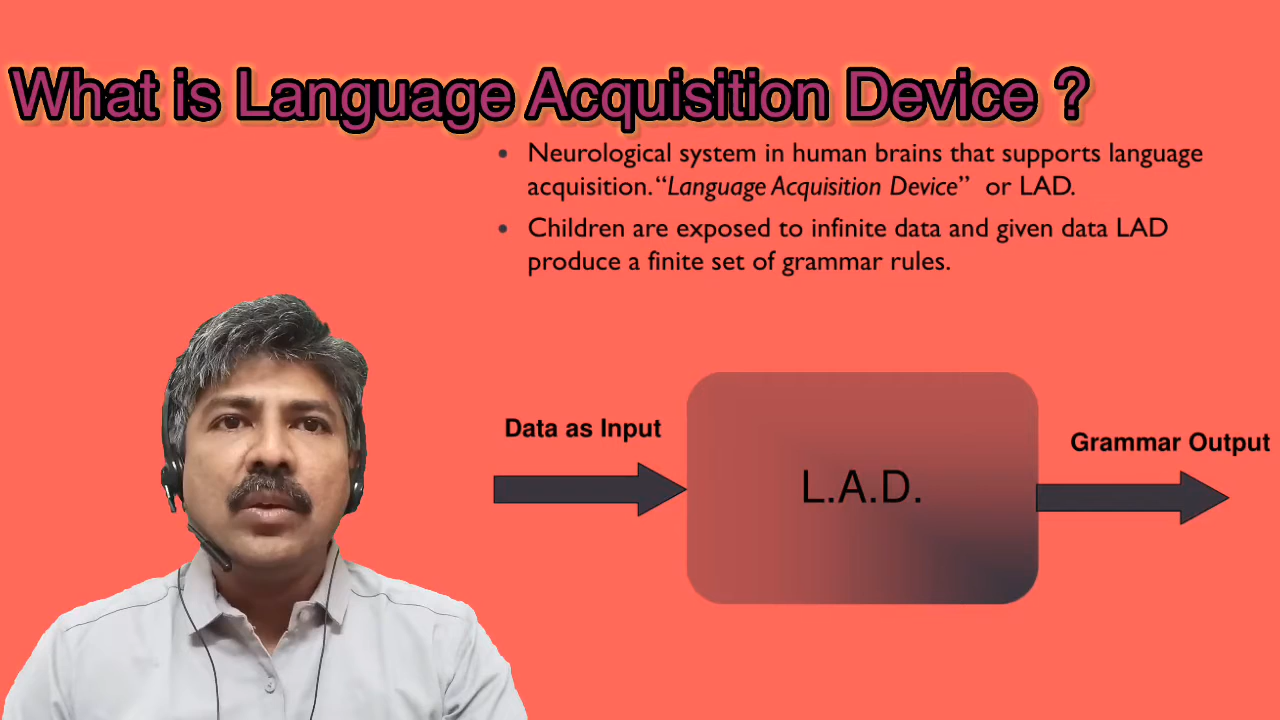 What is Language Acquisition Device ?
• Neurological system in human brains that supports language
acquisition. “Language Acquisition Device” or LAD.
• Children are exposed to infinite data and given data LAD
produce a finite set of grammar rules.
Data as Input
L.A.D.
Grammar Output